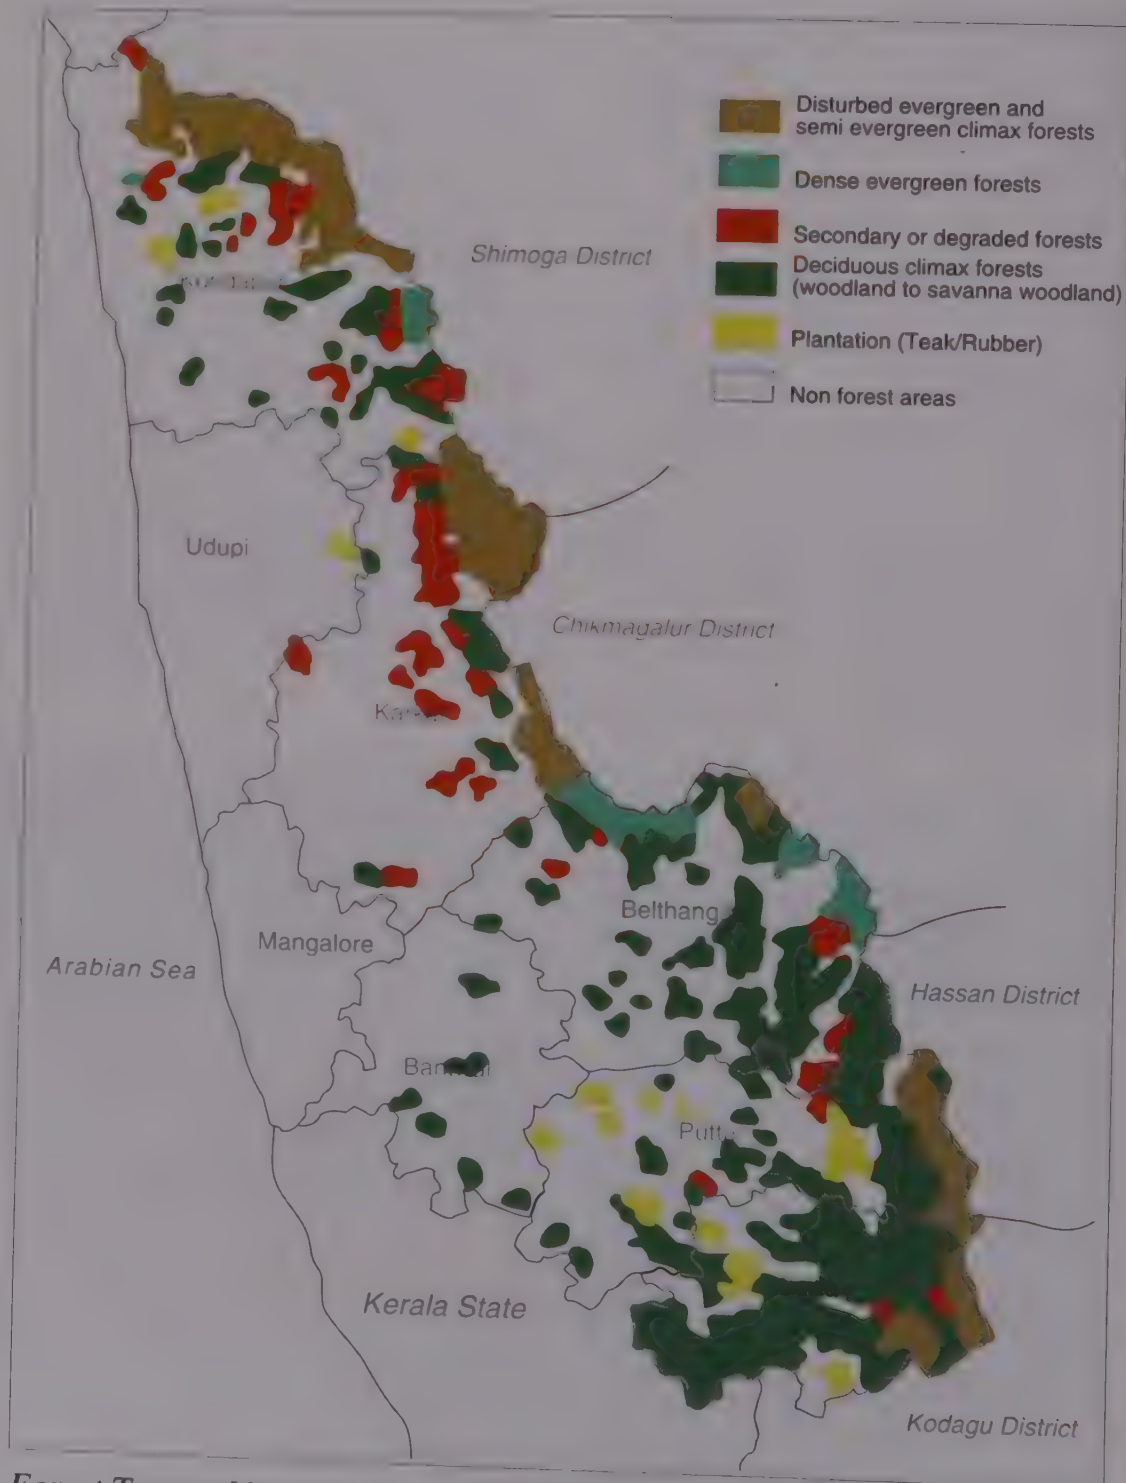 Disturbed evergreen and
semi evergreen climax forests
Dense evergreen forests
Secondary or degraded forests
Deciduous climax forests
(woodland to savanna woodland)
Plantation (Teak/Rubber)
Non forest areas
Shimoga District
Udupi
Chikmagalur District
Belthang
Mangalore
Arabian Sea
Hassan District
Putt
Kerala State
Kodagu District